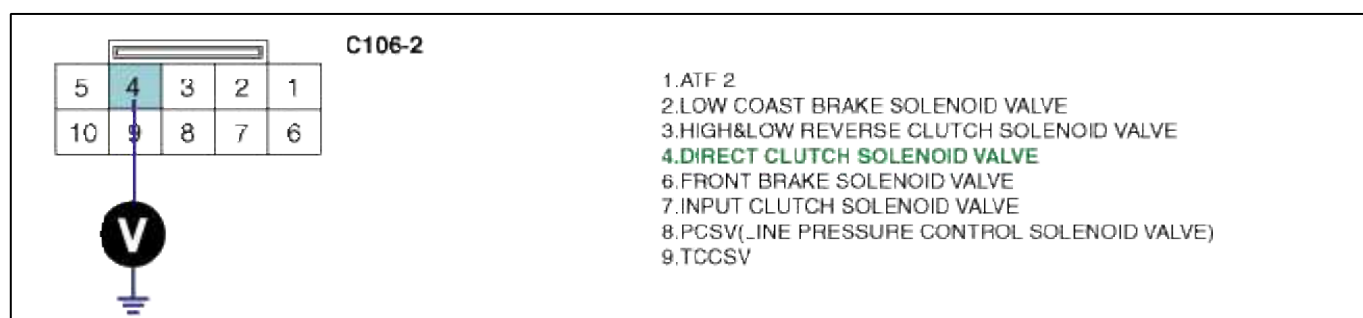 C106-2
5 4 3 2 1
10 9 8 7 6
V
1.ATF 2
2.LOW COAST BRAKE SOLENOID VALVE
3.HIGH&LOW REVERSE CLUTCH SOLENOID VALVE
4.DIRECT CLUTCH SOLENOID VALVE
6.FRONT BRAKE SOLENOID VALVE
7.INPUT CLUTCH SOLENOID VALVE
8.PCSV(LINE PRESSURE CONTROL SOLENOID VALVE)
9.TCCSV